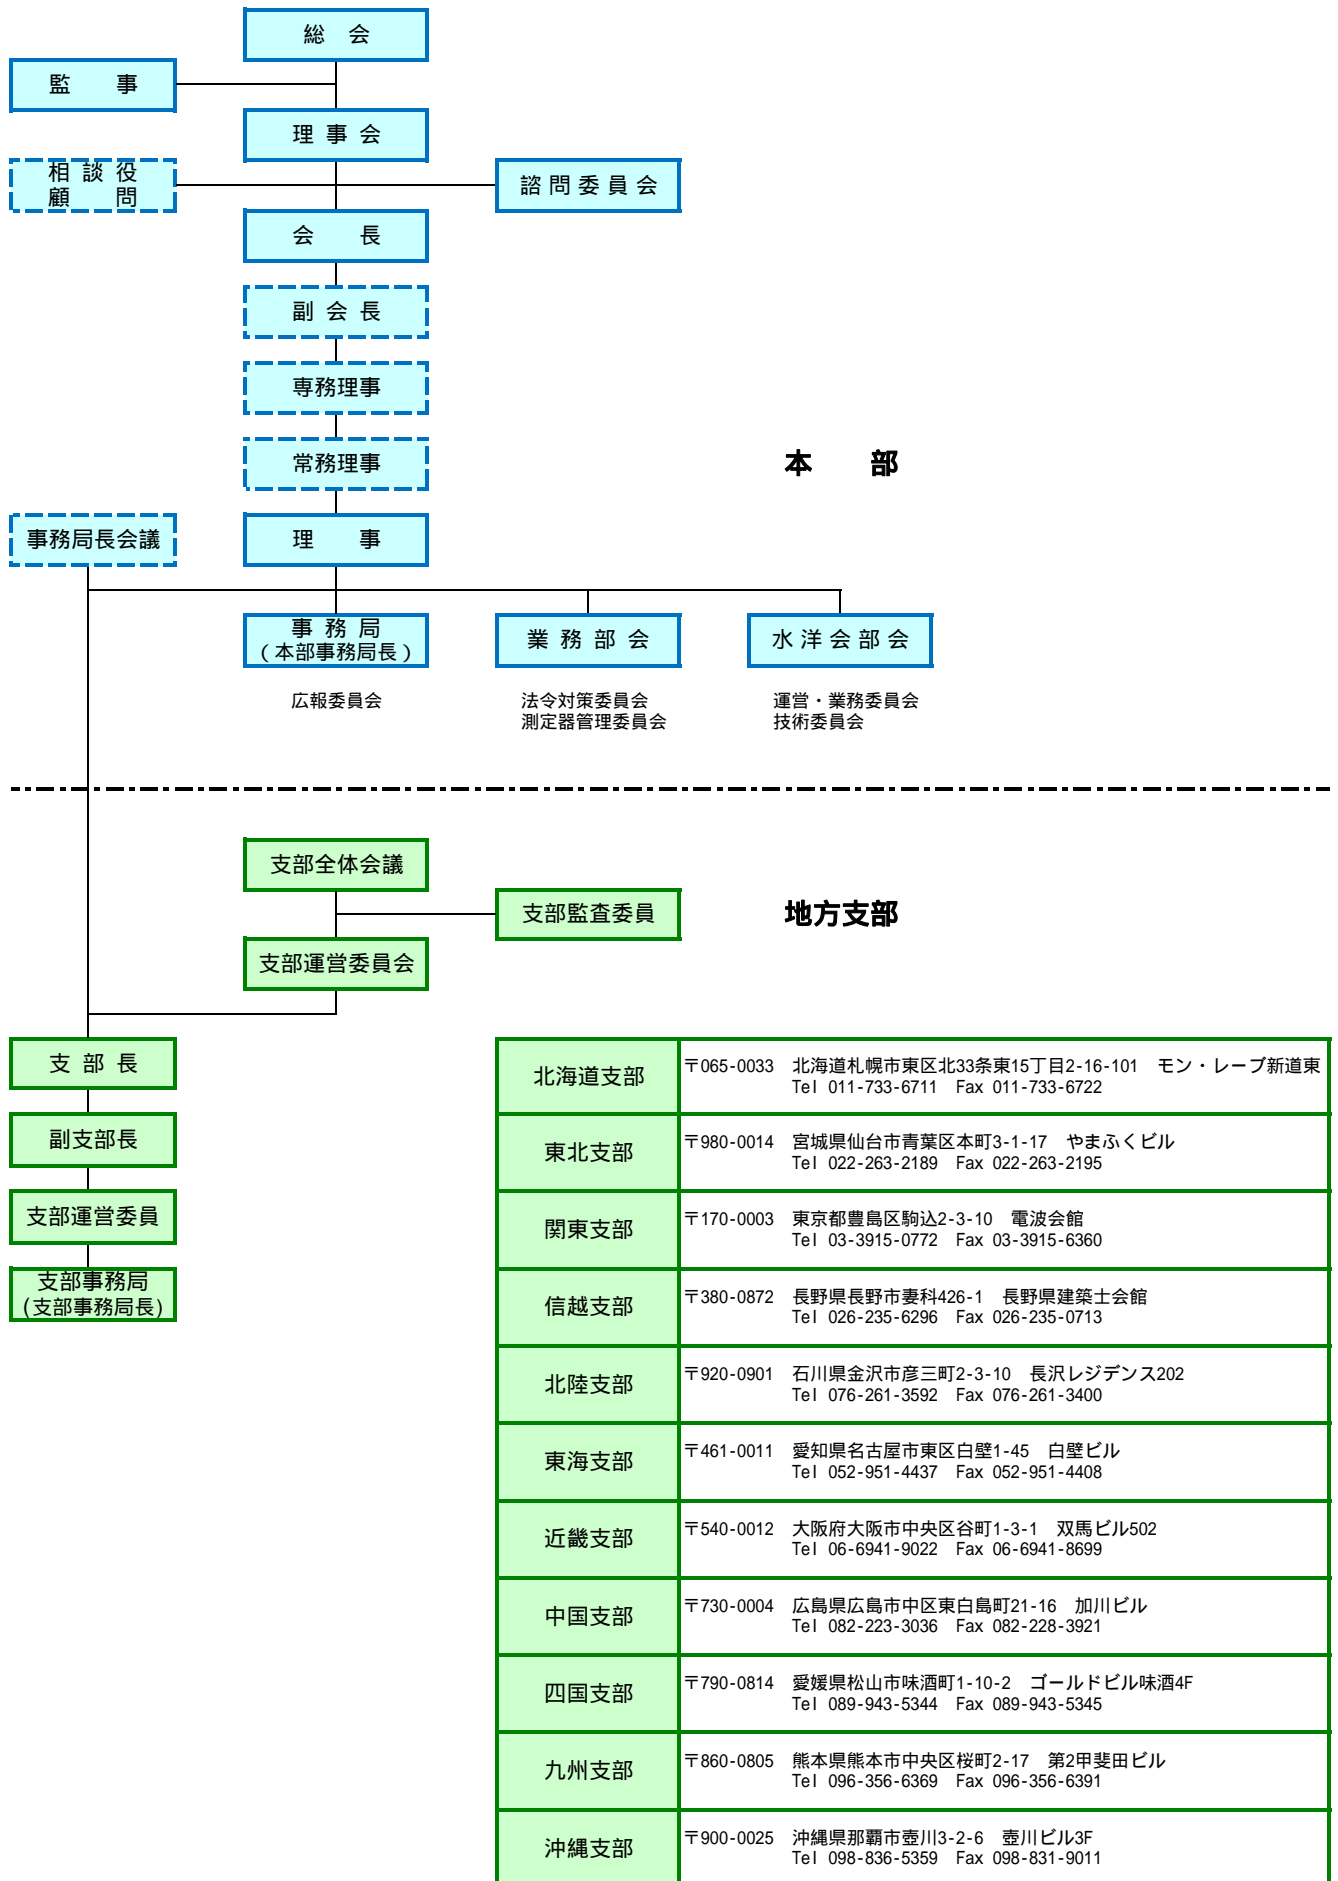 総　会
監　　事
理 事 会
相 談 役
顧　　問
諮 問 委 員 会
会　　長
副 会 長
専務理事
常務理事
本　　部
事務局長会議
理　　事
事 務 局
（本部事務局長）
業 務 部 会
水 洋 会 部 会
広報委員会
法令対策委員会
測定器管理委員会
運営・業務委員会
技術委員会
支部全体会議
支部監査委員
地方支部
支部運営委員会
支 部 長
副支部長
支部運営委員
支部事務局
(支部事務局長)
北海道支部
〒065-0033　北海道札幌市東区北33条東15丁目2-16-101　モン・レーブ新道東
Tel 011-733-6711　Fax 011-733-6722
東北支部
〒980-0014　宮城県仙台市青葉区本町3-1-17　やまふくビル
Tel 022-263-2189　Fax 022-263-2195
関東支部
〒170-0003　東京都豊島区駒込2-3-10　電波会館
Tel 03-3915-0772　Fax 03-3915-6360
信越支部
〒380-0872　長野県長野市妻科426-1　長野県建築士会館
Tel 026-235-6296　Fax 026-235-0713
北陸支部
〒920-0901　石川県金沢市彦三町2-3-10　長沢レジデンス202
Tel 076-261-3592　Fax 076-261-3400
東海支部
〒461-0011　愛知県名古屋市東区白壁1-45　白壁ビル
Tel 052-951-4437　Fax 052-951-4408
近畿支部
〒540-0012　大阪府大阪市中央区谷町1-3-1　双馬ビル502
Tel 06-6941-9022　Fax 06-6941-8699
中国支部
〒730-0004　広島県広島市中区東白島町21-16　加川ビル
Tel 082-223-3036　Fax 082-228-3921
四国支部
〒790-0814　愛媛県松山市味酒町1-10-2　ゴールドビル味酒4F
Tel 089-943-5344　Fax 089-943-5345
九州支部
〒860-0805　熊本県熊本市中央区桜町2-17　第2甲斐田ビル
Tel 096-356-6369　Fax 096-356-6391
沖縄支部
〒900-0025　沖縄県那覇市壺川3-2-6　壺川ビル3F
Tel 098-836-5359　Fax 098-831-9011